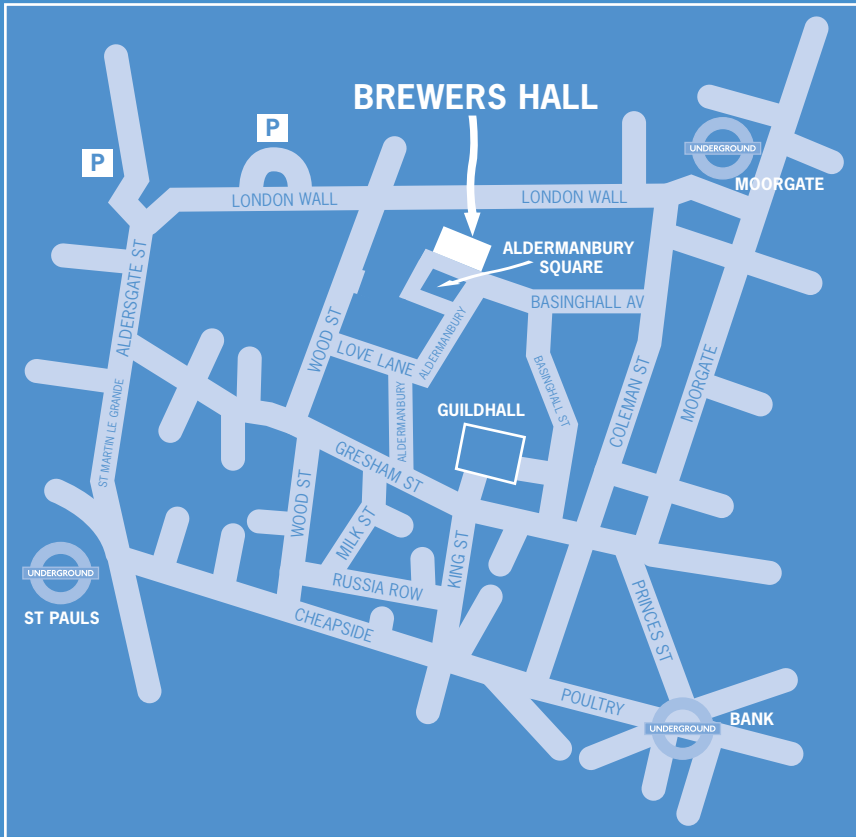 BREWERS HALL
P
P
UNDERGROUND
MOORGATE
LONDON WALL
LONDON WALL
ALDERMANBURY
SQUARE
BASINGHALL AV
ALDERSGATE ST
WOOD ST
LOVE LANE
ALDERMANBURY
BASINGHALL ST
COLEMAN ST
MOORGATE
ST MARTIN LE GRANDE
ALDERMANBURY
GUILDHALL
GRESHAM ST
WOOD ST
MILK ST
KING ST
UNDERGROUND
ST PAULS
RUSSIA ROW
CHEAPSIDE
PRINCES ST
POULTRY
UNDERGROUND
BANK